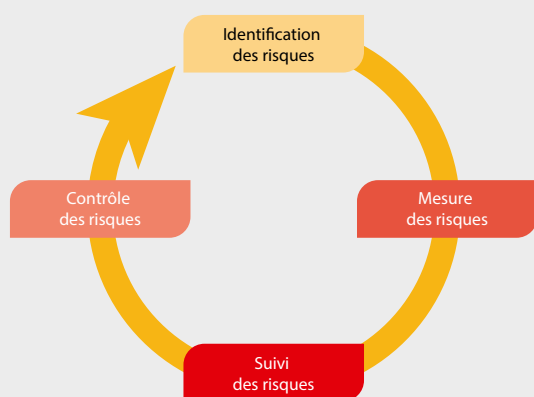 Identification
des risques
Mesure
des risques
Suivi
des risques
Contrôle
des risques